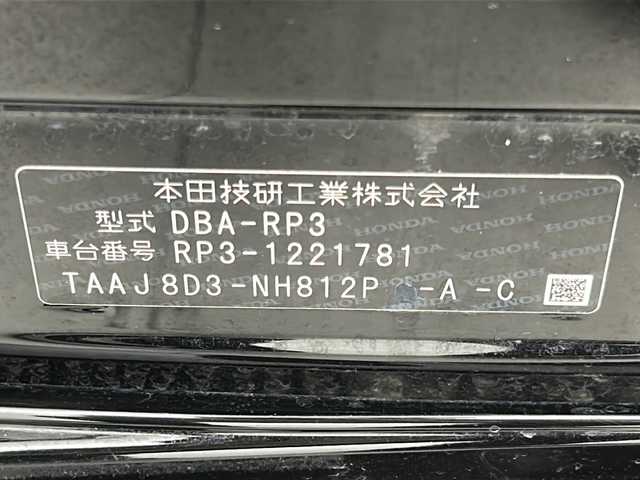 本田技研工業株式会社
型式 DBA-RP3
車台番号 RP3-1221781
TAAJ8D3-NH812P -A -C